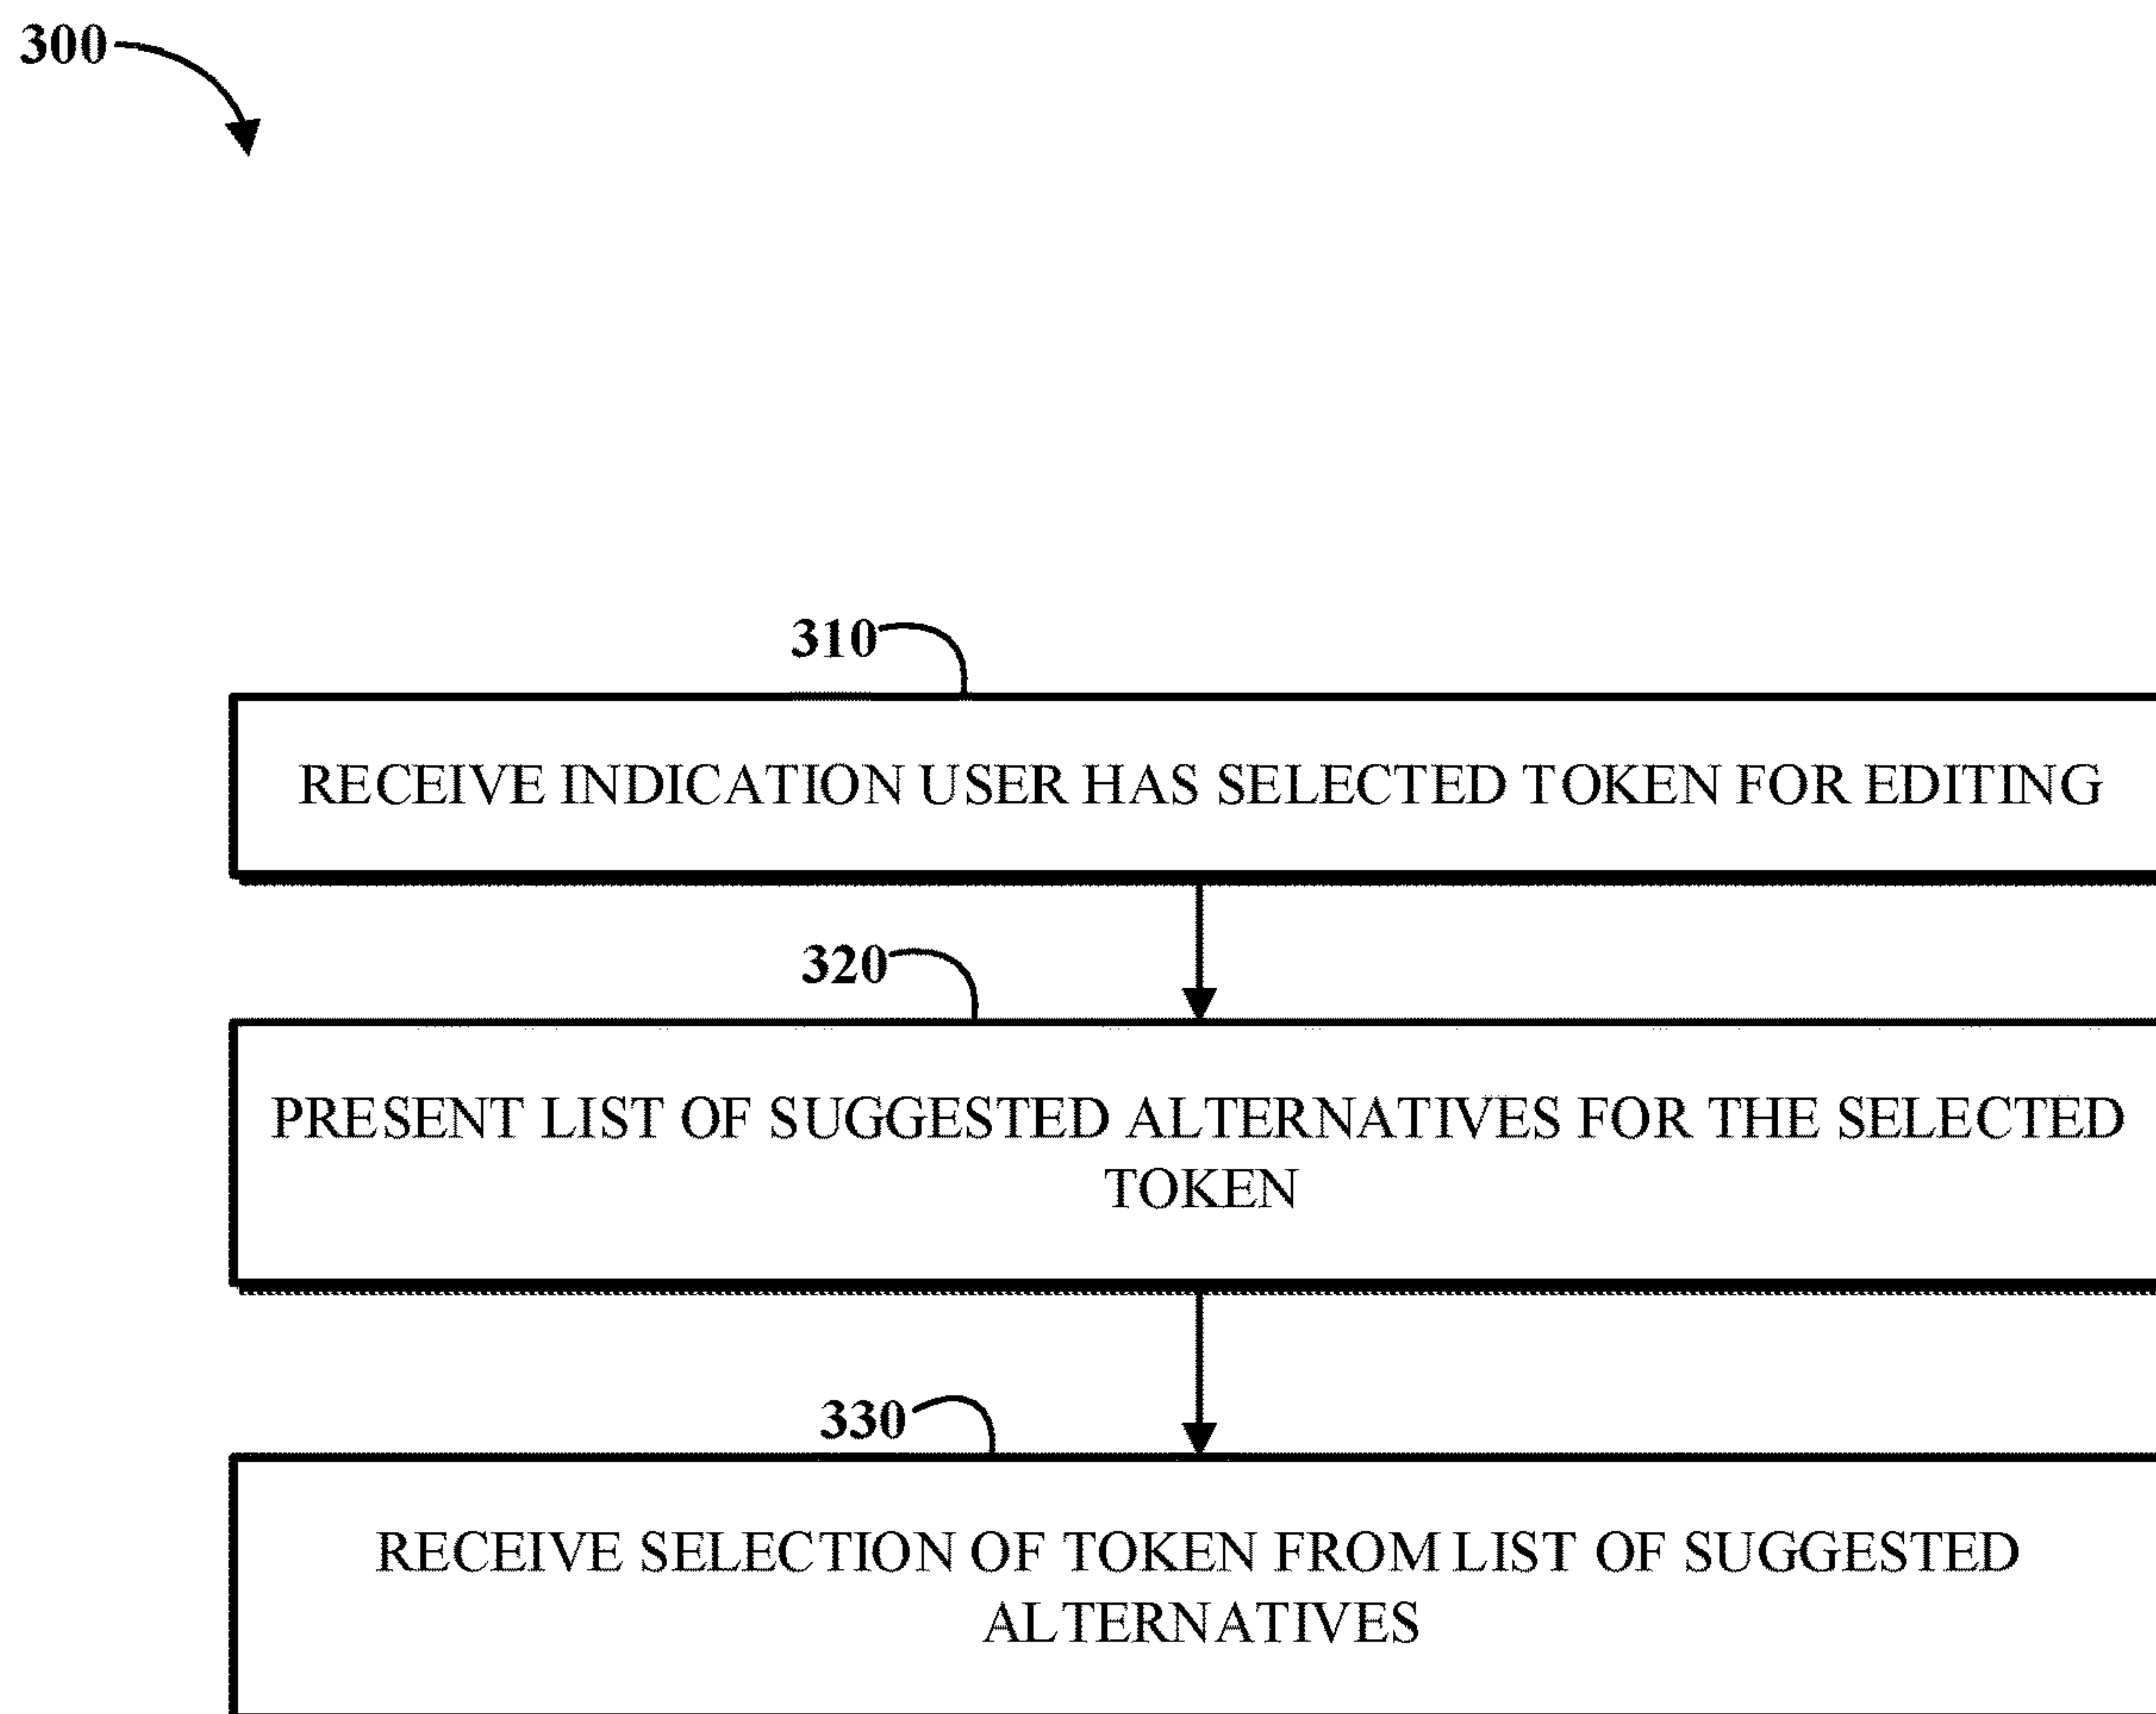 300
310
RECEIVE INDICATION USER HAS SELECTED TOKEN FOR EDITING
320
PRESENT LIST OF SUGGESTED ALTERNATIVES FOR THE SELECTED
TOKEN
330
RECEIVE SELECTION OF TOKEN FROM LIST OF SUGGESTED
ALTERNATIVES